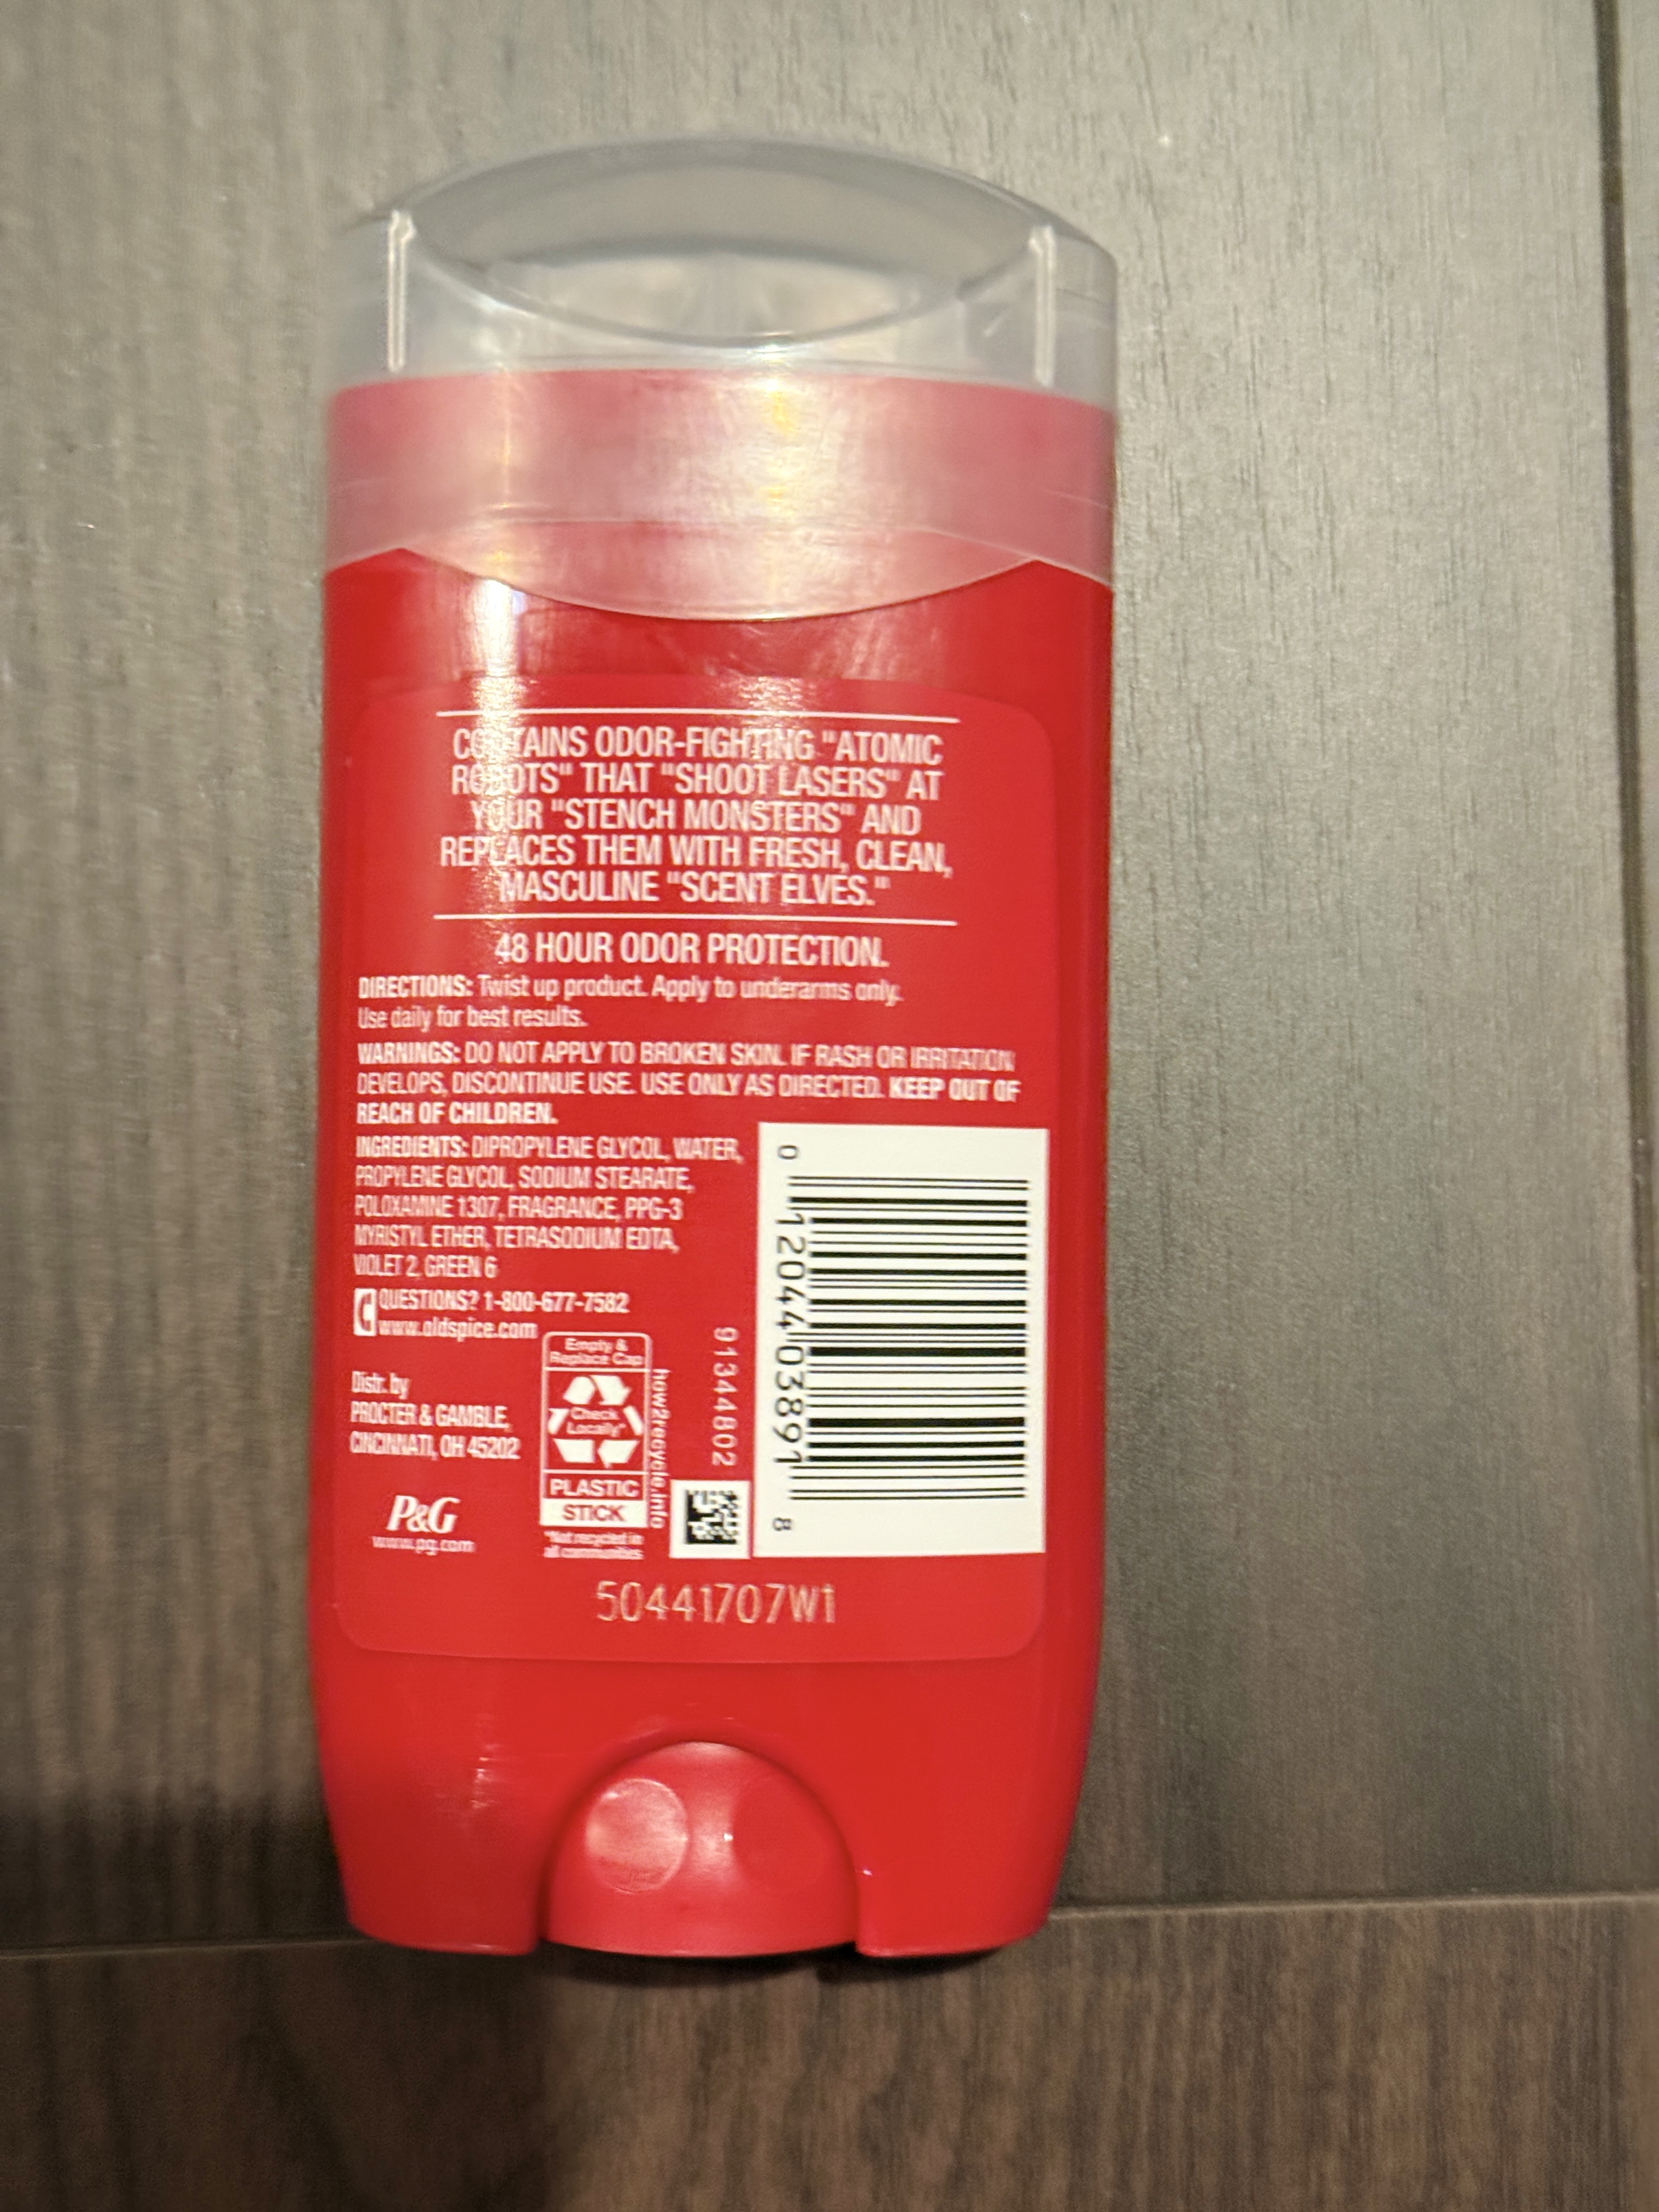 CONTAINS ODOR-FIGHTING "ATOMIC
ROBOTS" THAT "SHOOT LASERS" AT
YOUR "STENCH MONSTERS" AND
REPLACES THEM WITH FRESH, CLEAN,
MASCULINE "SCENT ELVES."
48 HOUR ODOR PROTECTION.
DIRECTIONS: Twist up product. Apply to underarms only.
Use daily for best results.
WARNINGS: DO NOT APPLY TO BROKEN SKIN. IF RASH OR IRRITATION
DEVELOPS, DISCONTINUE USE. USE ONLY AS DIRECTED. KEEP OUT OF
REACH OF CHILDREN.
INGREDIENTS: DIPROPYLENE GLYCOL, WATER,
PROPYLENE GLYCOL, SODIUM STEARATE,
POLOXAMINE 1307, FRAGRANCE, PPG-3
MYRISTYL ETHER, TETRASODIUM EDTA,
VIOLET 2, GREEN 6
QUESTIONS? 1-800-677-7582
www.oldspice.com
Distr. by
PROCTER & GAMBLE,
CINCINNATI, OH 45202
P&G
www.pg.com
Empty &
Replace Cap
Check
Locally*
PLASTIC
STICK
*Not recycled in
all communities
how2recycle.info
91344802
0 12044 03891 8
50441707W1